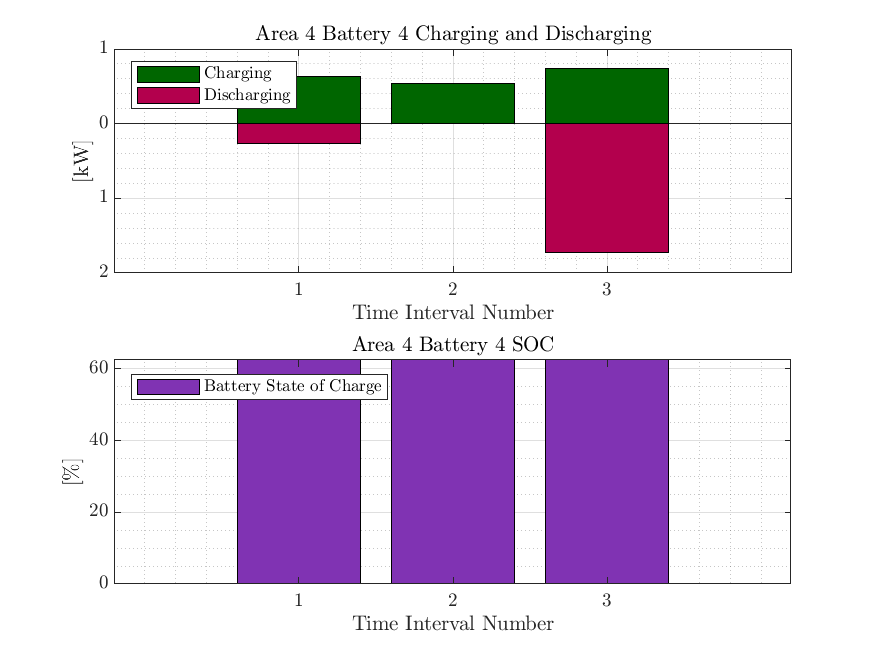 Area 4 Battery 4 Charging and Discharging
1
Charging
Discharging
0
[kW]
1
2
1 2 3
Time Interval Number
Area 4 Battery 4 SOC
60
Battery State of Charge
40
[%]
20
0
1 2 3
Time Interval Number